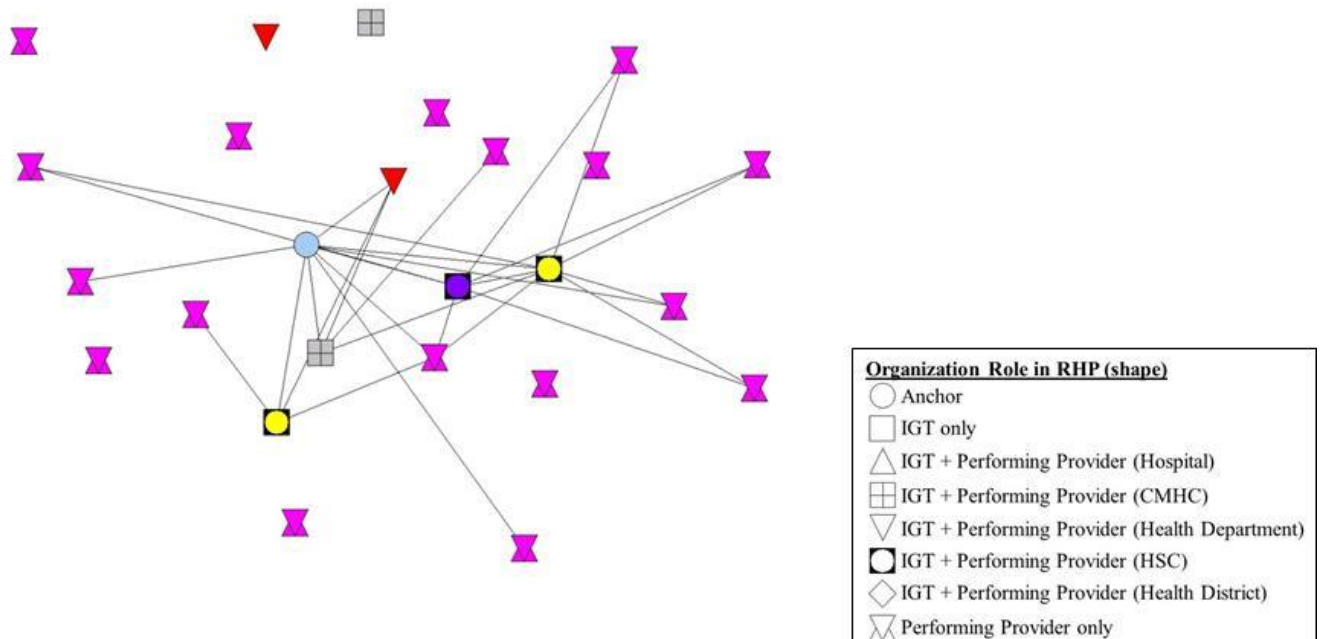 Organization Role in RHP (shape)
Anchor
IGT only
IGT + Performing Provider (Hospital)
IGT + Performing Provider (CMHC)
IGT + Performing Provider (Health Department)
IGT + Performing Provider (HSC)
IGT + Performing Provider (Health District)
Performing Provider only